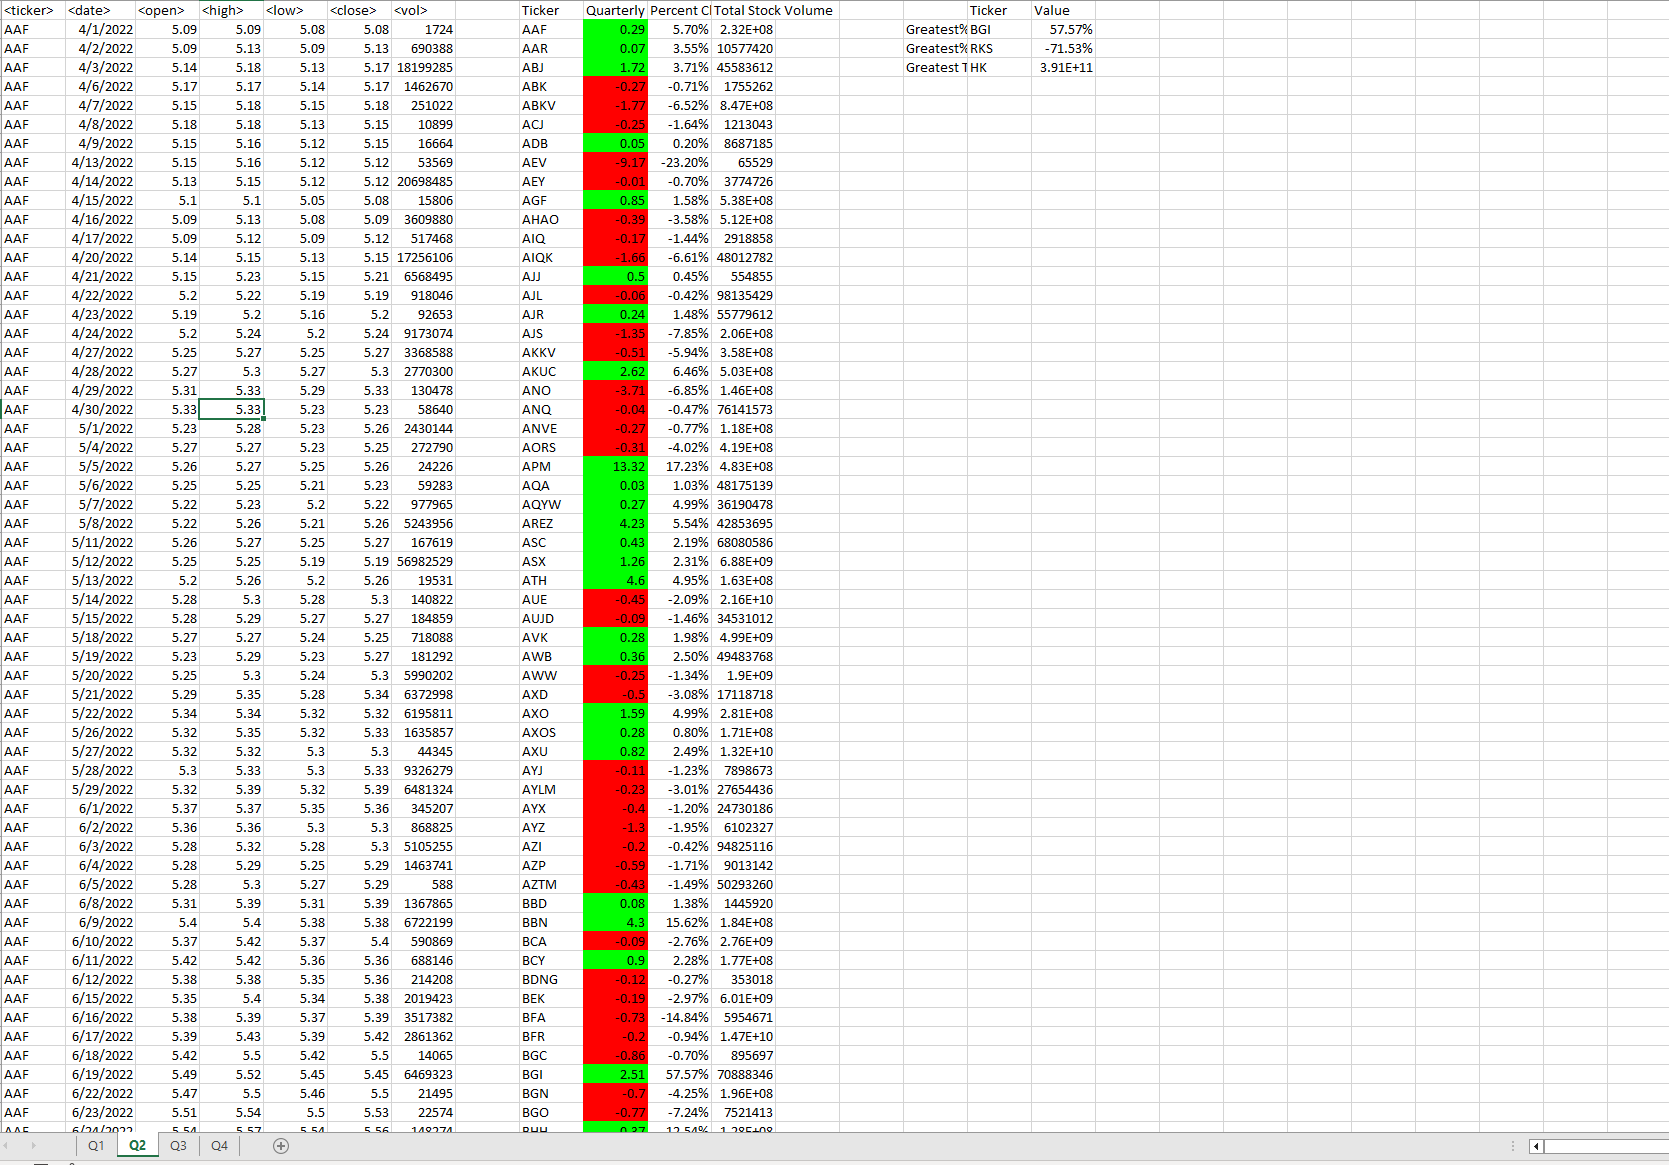 <ticker> <date> <open> <high> <low> <close> <vol> Ticker Quarterly Percent Cl Total Stock Volume Ticker Value
AAF 4/1/2022 5.09 5.09 5.08 5.08 1724 AAF 0.29 5.70% 2.32E+08 Greatest% BGI 57.57%
AAF 4/2/2022 5.09 5.13 5.09 5.13 690388 AAR 0.07 3.55% 10577420 Greatest% RKS -71.53%
AAF 4/3/2022 5.14 5.18 5.13 5.17 18199285 ABJ 1.72 3.71% 45583612 Greatest T HK 3.91E+11
AAF 4/6/2022 5.17 5.17 5.14 5.17 1462670 ABK -0.27 -0.71% 1755262
AAF 4/7/2022 5.15 5.18 5.15 5.18 251022 ABKV -1.77 -6.52% 8.47E+08
AAF 4/8/2022 5.18 5.18 5.13 5.15 10899 ACJ -0.25 -1.64% 1213043
AAF 4/9/2022 5.15 5.16 5.12 5.15 16664 ADB 0.05 0.20% 8687185
AAF 4/13/2022 5.15 5.16 5.12 5.12 53569 AEV -9.17 -23.20% 65529
AAF 4/14/2022 5.13 5.15 5.12 5.12 20698485 AEY -0.01 -0.70% 3774726
AAF 4/15/2022 5.1 5.1 5.05 5.08 15806 AGF 0.85 1.58% 5.38E+08
AAF 4/16/2022 5.09 5.13 5.08 5.09 3609880 AHAO -0.39 -3.58% 5.12E+08
AAF 4/17/2022 5.09 5.12 5.09 5.12 517468 AIQ -0.17 -1.44% 2918858
AAF 4/20/2022 5.14 5.15 5.13 5.15 17256106 AIQK -1.66 -6.61% 48012782
AAF 4/21/2022 5.15 5.23 5.15 5.21 6568495 AJJ 0.5 0.45% 554855
AAF 4/22/2022 5.2 5.22 5.19 5.19 918046 AJL -0.06 -0.42% 98135429
AAF 4/23/2022 5.19 5.2 5.16 5.2 92653 AJR 0.24 1.48% 55779612
AAF 4/24/2022 5.2 5.24 5.2 5.24 9173074 AJS -1.35 -7.85% 2.06E+08
AAF 4/27/2022 5.25 5.27 5.25 5.27 3368588 AKKV -0.51 -5.94% 3.58E+08
AAF 4/28/2022 5.27 5.3 5.27 5.3 2770300 AKUC 2.62 6.46% 5.03E+08
AAF 4/29/2022 5.31 5.33 5.29 5.33 130478 ANO -3.71 -6.85% 1.46E+08
AAF 4/30/2022 5.33 5.33 5.23 5.23 58640 ANQ -0.04 -0.47% 76141573
AAF 5/1/2022 5.23 5.28 5.23 5.26 2430144 ANVE -0.27 -0.77% 1.18E+08
AAF 5/4/2022 5.27 5.27 5.23 5.25 272790 AORS -0.31 -4.02% 4.19E+08
AAF 5/5/2022 5.26 5.27 5.25 5.26 24226 APM 13.32 17.23% 4.83E+08
AAF 5/6/2022 5.25 5.25 5.21 5.23 59283 AQA 0.03 1.03% 48175139
AAF 5/7/2022 5.22 5.23 5.2 5.22 977965 AQYW 0.27 4.99% 36190478
AAF 5/8/2022 5.22 5.26 5.21 5.26 5243956 AREZ 4.23 5.54% 42853695
AAF 5/11/2022 5.26 5.27 5.25 5.27 167619 ASC 0.43 2.19% 68080586
AAF 5/12/2022 5.25 5.25 5.19 5.19 56982529 ASX 1.26 2.31% 6.88E+09
AAF 5/13/2022 5.2 5.26 5.2 5.26 19531 ATH 4.6 4.95% 1.63E+08
AAF 5/14/2022 5.28 5.3 5.28 5.3 140822 AUE -0.45 -2.09% 2.16E+10
AAF 5/15/2022 5.28 5.29 5.27 5.27 184859 AUJD -0.09 -1.46% 34531012
AAF 5/18/2022 5.27 5.27 5.24 5.25 718088 AVK 0.28 1.98% 4.99E+09
AAF 5/19/2022 5.23 5.29 5.23 5.27 181292 AWB 0.36 2.50% 49483768
AAF 5/20/2022 5.25 5.3 5.24 5.3 5990202 AWW -0.25 -1.34% 1.9E+09
AAF 5/21/2022 5.29 5.35 5.28 5.34 6372998 AXD -0.5 -3.08% 17118718
AAF 5/22/2022 5.34 5.34 5.32 5.32 6195811 AXO 1.59 4.99% 2.81E+08
AAF 5/26/2022 5.32 5.35 5.32 5.33 1635857 AXOS 0.28 0.80% 1.71E+08
AAF 5/27/2022 5.32 5.32 5.3 5.3 44345 AXU 0.82 2.49% 1.32E+10
AAF 5/28/2022 5.3 5.33 5.3 5.33 9326279 AYJ -0.11 -1.23% 7898673
AAF 5/29/2022 5.32 5.39 5.32 5.39 6481324 AYLM -0.23 -3.01% 27654436
AAF 6/1/2022 5.37 5.37 5.35 5.36 345207 AYX -0.4 -1.20% 24730186
AAF 6/2/2022 5.36 5.36 5.3 5.3 868825 AYZ -1.3 -1.95% 6102327
AAF 6/3/2022 5.28 5.32 5.28 5.3 5105255 AZI -0.2 -0.42% 94825116
AAF 6/4/2022 5.28 5.29 5.25 5.29 1463741 AZP -0.59 -1.71% 9013142
AAF 6/5/2022 5.28 5.3 5.27 5.29 588 AZTM -0.43 -1.49% 50293260
AAF 6/8/2022 5.31 5.39 5.31 5.39 1367865 BBD 0.08 1.38% 1445920
AAF 6/9/2022 5.4 5.4 5.38 5.38 6722199 BBN 4.3 15.62% 1.84E+08
AAF 6/10/2022 5.37 5.42 5.37 5.4 590869 BCA -0.09 -2.76% 2.76E+09
AAF 6/11/2022 5.42 5.42 5.36 5.36 688146 BCY 0.9 2.28% 1.77E+08
AAF 6/12/2022 5.38 5.38 5.35 5.36 214208 BDNG -0.12 -0.27% 353018
AAF 6/15/2022 5.35 5.4 5.34 5.38 2019423 BEK -0.19 -2.97% 6.01E+09
AAF 6/16/2022 5.38 5.39 5.37 5.39 3517382 BFA -0.73 -14.84% 5954671
AAF 6/17/2022 5.39 5.43 5.39 5.42 2861362 BFR -0.2 -0.94% 1.47E+10
AAF 6/18/2022 5.42 5.5 5.42 5.5 14065 BGC -0.86 -0.70% 895697
AAF 6/19/2022 5.49 5.52 5.45 5.45 6469323 BGI 2.51 57.57% 70888346
AAF 6/22/2022 5.47 5.5 5.46 5.5 21495 BGN -0.7 -4.25% 1.96E+08
AAF 6/23/2022 5.51 5.54 5.5 5.53 22574 BGO -0.77 -7.24% 7521413
AAF 6/24/2022 5.54 5.57 5.54 5.56 148274 BHH 0.37 12.54% 1.28E+08
Q1 Q2 Q3 Q4